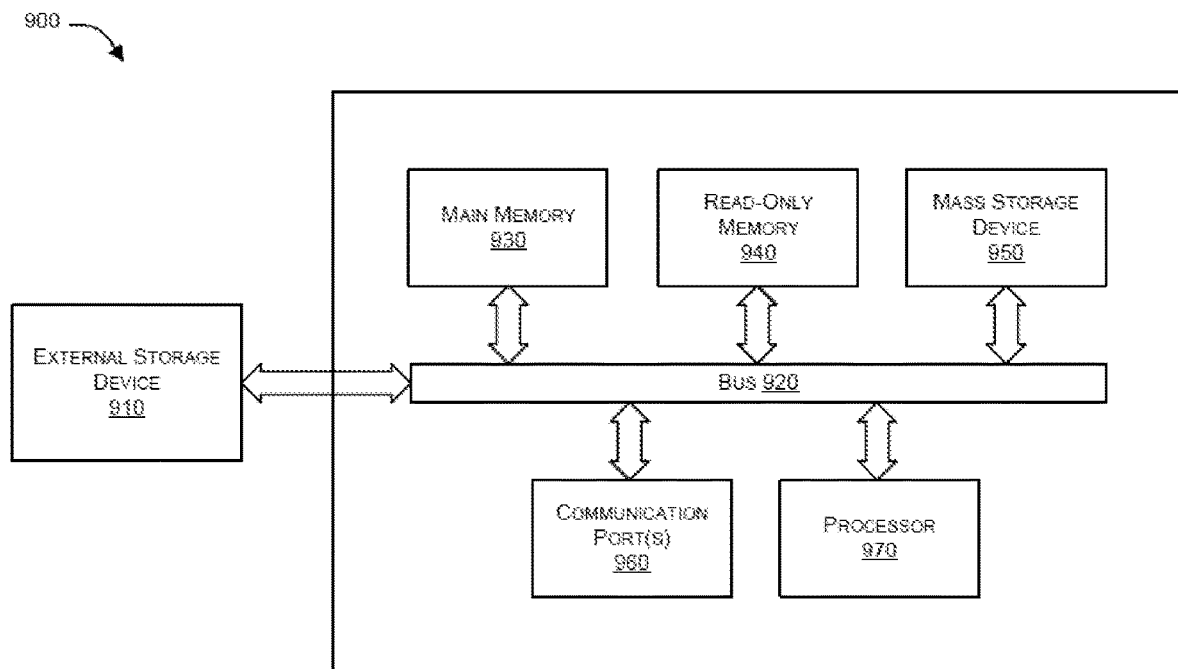 900
MAIN MEMORY
930
READ-ONLY
MEMORY
940
MASS STORAGE
DEVICE
950
EXTERNAL STORAGE
DEVICE
910
BUS 920
COMMUNICATION
PORT(S)
960
PROCESSOR
970